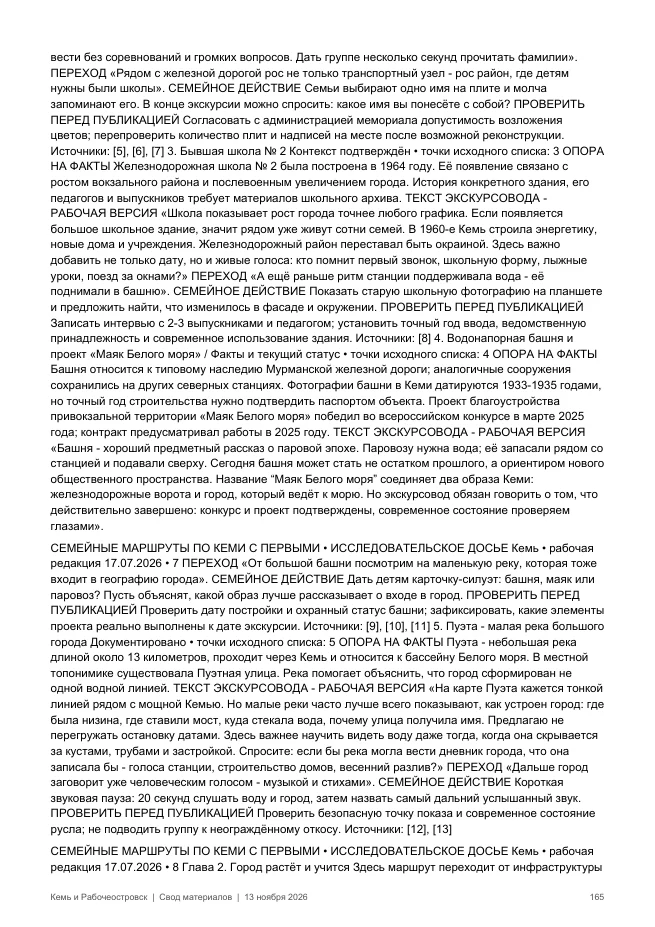 вести без соревнований и громких вопросов. Дать группе несколько секунд прочитать фамилии».
ПЕРЕХОД «Рядом с железной дорогой рос не только транспортный узел - рос район, где детям
нужны были школы». СЕМЕЙНОЕ ДЕЙСТВИЕ Семьи выбирают одно имя на плите и молча
запоминают его. В конце экскурсии можно спросить: какое имя вы понесёте с собой? ПРОВЕРИТЬ
ПЕРЕД ПУБЛИКАЦИЕЙ Согласовать с администрацией мемориала допустимость возложения
цветов; перепроверить количество плит и надписей на месте после возможной реконструкции.
Источники: [5], [6], [7] 3. Бывшая школа № 2 Контекст подтверждён • точки исходного списка: 3 ОПОРА
НА ФАКТЫ Железнодорожная школа № 2 была построена в 1964 году. Её появление связано с
ростом вокзального района и послевоенным увеличением города. История конкретного здания, его
педагогов и выпускников требует материалов школьного архива. ТЕКСТ ЭКСКУРСОВОДА -
РАБОЧАЯ ВЕРСИЯ «Школа показывает рост города точнее любого графика. Если появляется
большое школьное здание, значит рядом уже живут сотни семей. В 1960-е Кемь строила энергетику,
новые дома и учреждения. Железнодорожный район переставал быть окраиной. Здесь важно
добавить не только дату, но и живые голоса: кто помнит первый звонок, школьную форму, лыжные
уроки, поезд за окнами?» ПЕРЕХОД «А ещё раньше ритм станции поддерживала вода - её
поднимали в башню». СЕМЕЙНОЕ ДЕЙСТВИЕ Показать старую школьную фотографию на планшете
и предложить найти, что изменилось в фасаде и окружении. ПРОВЕРИТЬ ПЕРЕД ПУБЛИКАЦИЕЙ
Записать интервью с 2-3 выпускниками и педагогом; установить точный год ввода, ведомственную
принадлежность и современное использование здания. Источники: [8] 4. Водонапорная башня и
проект «Маяк Белого моря» / Факты и текущий статус • точки исходного списка: 4 ОПОРА НА ФАКТЫ
Башня относится к типовому наследию Мурманской железной дороги; аналогичные сооружения
сохранились на других северных станциях. Фотографии башни в Кеми датируются 1933-1935 годами,
но точный год строительства нужно подтвердить паспортом объекта. Проект благоустройства
привокзальной территории «Маяк Белого моря» победил во всероссийском конкурсе в марте 2025
года; контракт предусматривал работы в 2025 году. ТЕКСТ ЭКСКУРСОВОДА - РАБОЧАЯ ВЕРСИЯ
«Башня - хороший предметный рассказ о паровой эпохе. Паровозу нужна вода; её запасали рядом со
станцией и подавали сверху. Сегодня башня может стать не остатком прошлого, а ориентиром нового
общественного пространства. Название “Маяк Белого моря” соединяет два образа Кеми:
железнодорожные ворота и город, который ведёт к морю. Но экскурсовод обязан говорить о том, что
действительно завершено: конкурс и проект подтверждены, современное состояние проверяем
глазами».
СЕМЕЙНЫЕ МАРШРУТЫ ПО КЕМИ С ПЕРВЫМИ • ИССЛЕДОВАТЕЛЬСКОЕ ДОСЬЕ Кемь • рабочая
редакция 17.07.2026 • 7 ПЕРЕХОД «От большой башни посмотрим на маленькую реку, которая тоже
входит в географию города». СЕМЕЙНОЕ ДЕЙСТВИЕ Дать детям карточку-силуэт: башня, маяк или
паровоз? Пусть объяснят, какой образ лучше рассказывает о входе в город. ПРОВЕРИТЬ ПЕРЕД
ПУБЛИКАЦИЕЙ Проверить дату постройки и охранный статус башни; зафиксировать, какие элементы
проекта реально выполнены к дате экскурсии. Источники: [9], [10], [11] 5. Пуэта - малая река большого
города Документировано • точки исходного списка: 5 ОПОРА НА ФАКТЫ Пуэта - небольшая река
длиной около 13 километров, проходит через Кемь и относится к бассейну Белого моря. В местной
топонимике существовала Пуэтная улица. Река помогает объяснить, что город сформирован не
одной водной линией. ТЕКСТ ЭКСКУРСОВОДА - РАБОЧАЯ ВЕРСИЯ «На карте Пуэта кажется тонкой
линией рядом с мощной Кемью. Но малые реки часто лучше всего показывают, как устроен город: где
была низина, где ставили мост, куда стекала вода, почему улица получила имя. Предлагаю не
перегружать остановку датами. Здесь важнее научить видеть воду даже тогда, когда она скрывается
за кустами, трубами и застройкой. Спросите: если бы река могла вести дневник города, что она
записала бы - голоса станции, строительство домов, весенний разлив?» ПЕРЕХОД «Дальше город
заговорит уже человеческим голосом - музыкой и стихами». СЕМЕЙНОЕ ДЕЙСТВИЕ Короткая
звуковая пауза: 20 секунд слушать воду и город, затем назвать самый дальний услышанный звук.
ПРОВЕРИТЬ ПЕРЕД ПУБЛИКАЦИЕЙ Проверить безопасную точку показа и современное состояние
русла; не подводить группу к неограждённому откосу. Источники: [12], [13]
СЕМЕЙНЫЕ МАРШРУТЫ ПО КЕМИ С ПЕРВЫМИ • ИССЛЕДОВАТЕЛЬСКОЕ ДОСЬЕ Кемь • рабочая
редакция 17.07.2026 • 8 Глава 2. Город растёт и учится Здесь маршрут переходит от инфраструктуры
Кемь и Рабочеостровск | Свод материалов | 13 ноября 2026 165